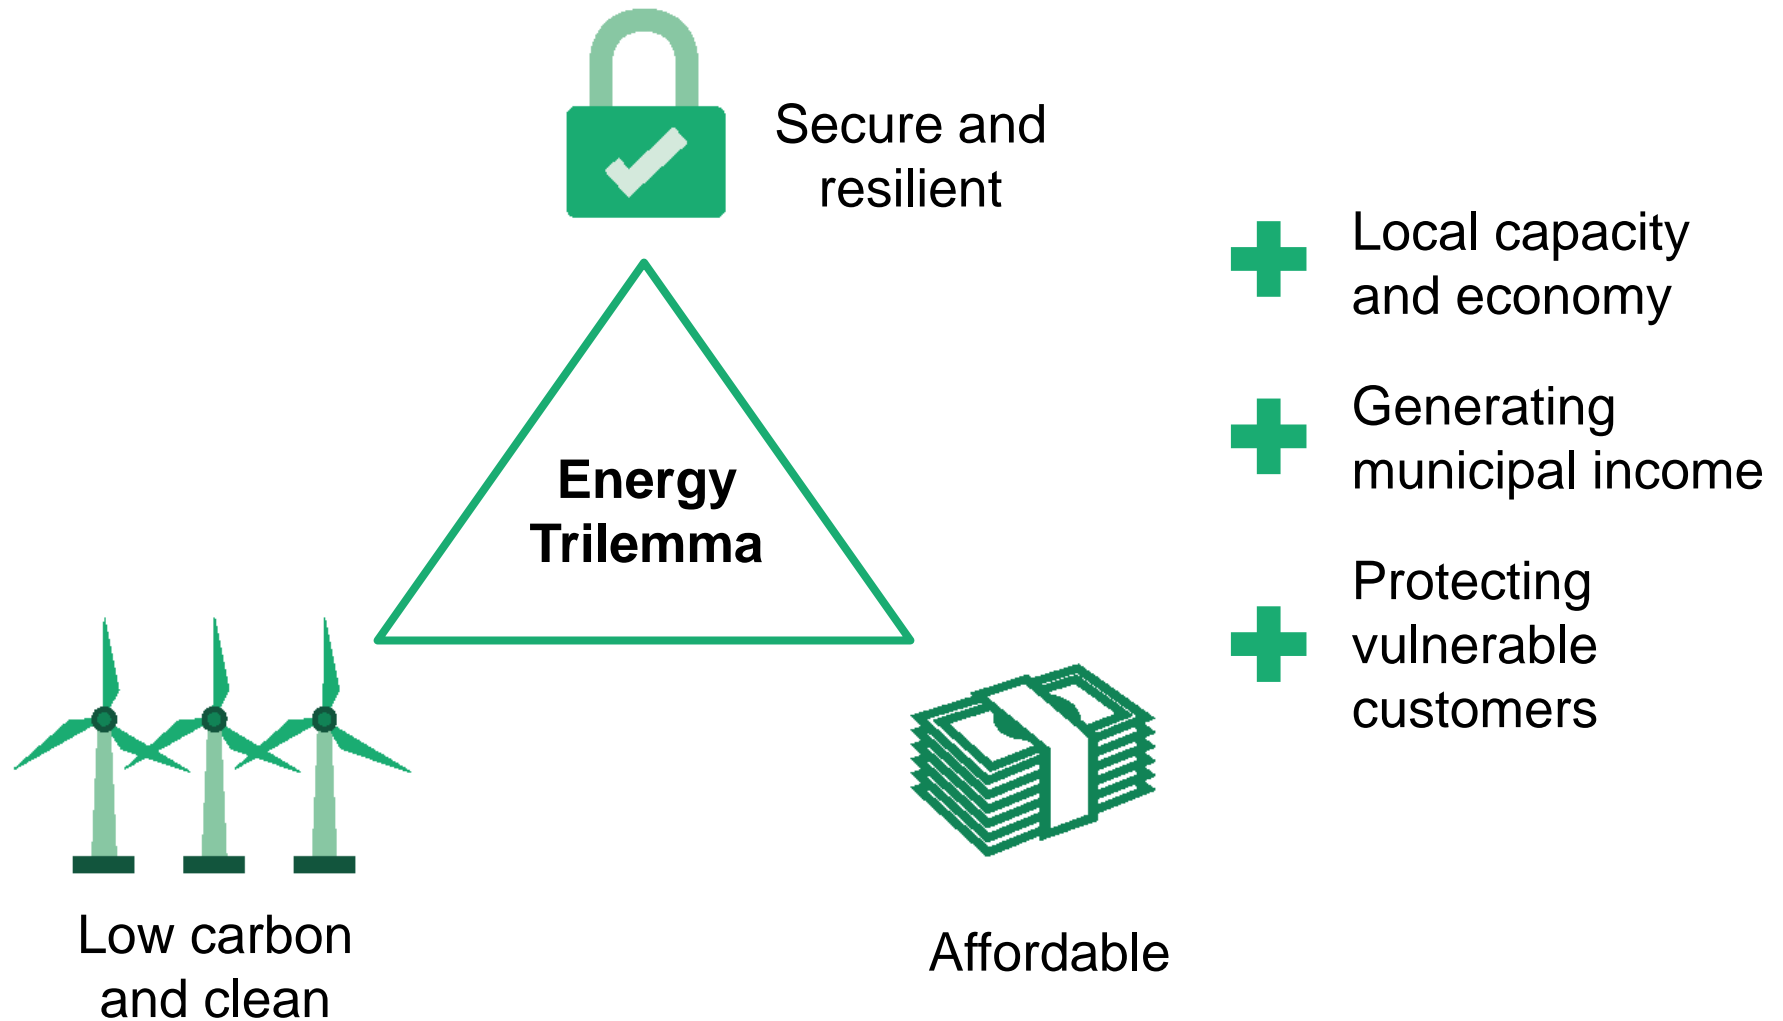 Secure and
resilient
Energy
Trilemma
Low carbon
and clean
Affordable
Local capacity
and economy
Generating
municipal income
Protecting
vulnerable
customers